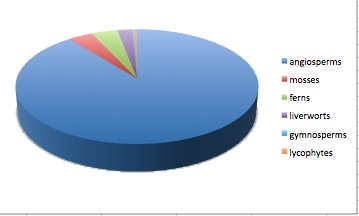 angiosperms
mosses
ferns
liverworts
gymnosperms
lycophytes